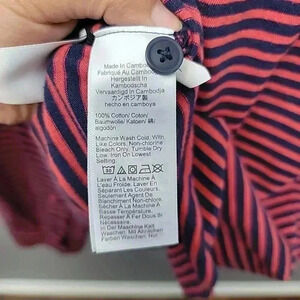 Made In Cambodia
Fabriqué Au Cambodge
Hergestellt In
Kambodscha
Vervaardigd In Cambodja
カンボジア製
hecho en camboya
100% Cotton/ Coton/
Baumwolle/ Katoen/ 綿/
algodón
Machine Wash Cold, With
Like Colors. Non-chlorine
Bleach Only. Tumble Dry
Low. Iron On Lowest
Setting.
30
Laver À La Machine À
L'eau Froide. Laver En
Séparant Les Couleurs.
Seulement Agent De
Blanchiment Non-chloré.
Sécher À La Machine À
Basse Température.
Repasser À Fer Doux Si
Nécessaire.
In Der Maschine Kalt
Waschen. Mit Ähnlichen
Farben Waschen. Nur